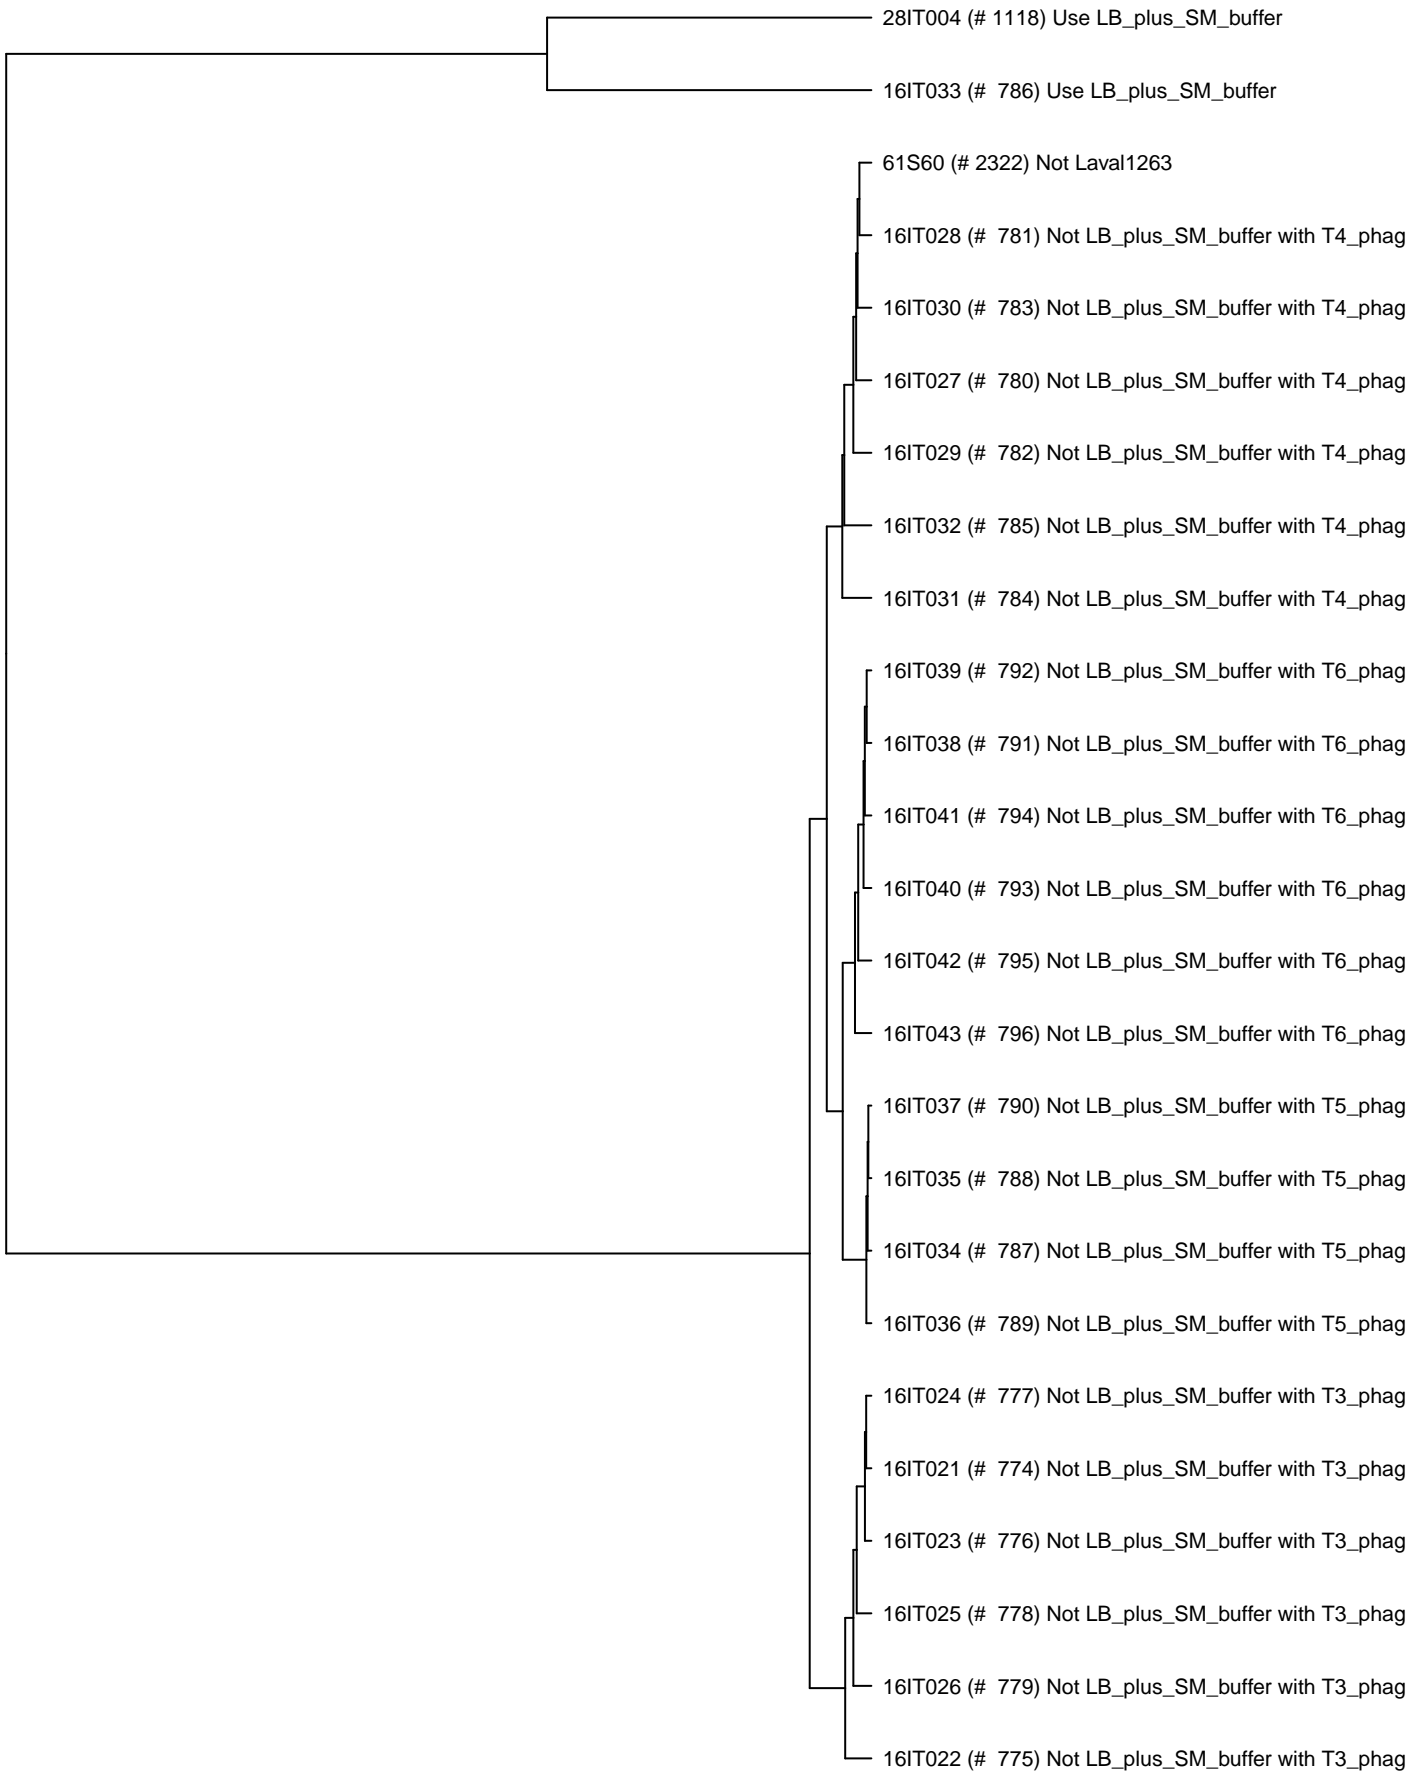 28IT004 (# 1118) Use LB_plus_SM_buffer
16IT033 (#  786) Use LB_plus_SM_buffer
61S60 (# 2322) Not Laval1263
16IT028 (#  781) Not LB_plus_SM_buffer with T4_phag
16IT030 (#  783) Not LB_plus_SM_buffer with T4_phag
16IT027 (#  780) Not LB_plus_SM_buffer with T4_phag
16IT029 (#  782) Not LB_plus_SM_buffer with T4_phag
16IT032 (#  785) Not LB_plus_SM_buffer with T4_phag
16IT031 (#  784) Not LB_plus_SM_buffer with T4_phag
16IT039 (#  792) Not LB_plus_SM_buffer with T6_phag
16IT038 (#  791) Not LB_plus_SM_buffer with T6_phag
16IT041 (#  794) Not LB_plus_SM_buffer with T6_phag
16IT040 (#  793) Not LB_plus_SM_buffer with T6_phag
16IT042 (#  795) Not LB_plus_SM_buffer with T6_phag
16IT043 (#  796) Not LB_plus_SM_buffer with T6_phag
16IT037 (#  790) Not LB_plus_SM_buffer with T5_phag
16IT035 (#  788) Not LB_plus_SM_buffer with T5_phag
16IT034 (#  787) Not LB_plus_SM_buffer with T5_phag
16IT036 (#  789) Not LB_plus_SM_buffer with T5_phag
16IT024 (#  777) Not LB_plus_SM_buffer with T3_phag
16IT021 (#  774) Not LB_plus_SM_buffer with T3_phag
16IT023 (#  776) Not LB_plus_SM_buffer with T3_phag
16IT025 (#  778) Not LB_plus_SM_buffer with T3_phag
16IT026 (#  779) Not LB_plus_SM_buffer with T3_phag
16IT022 (#  775) Not LB_plus_SM_buffer with T3_phag